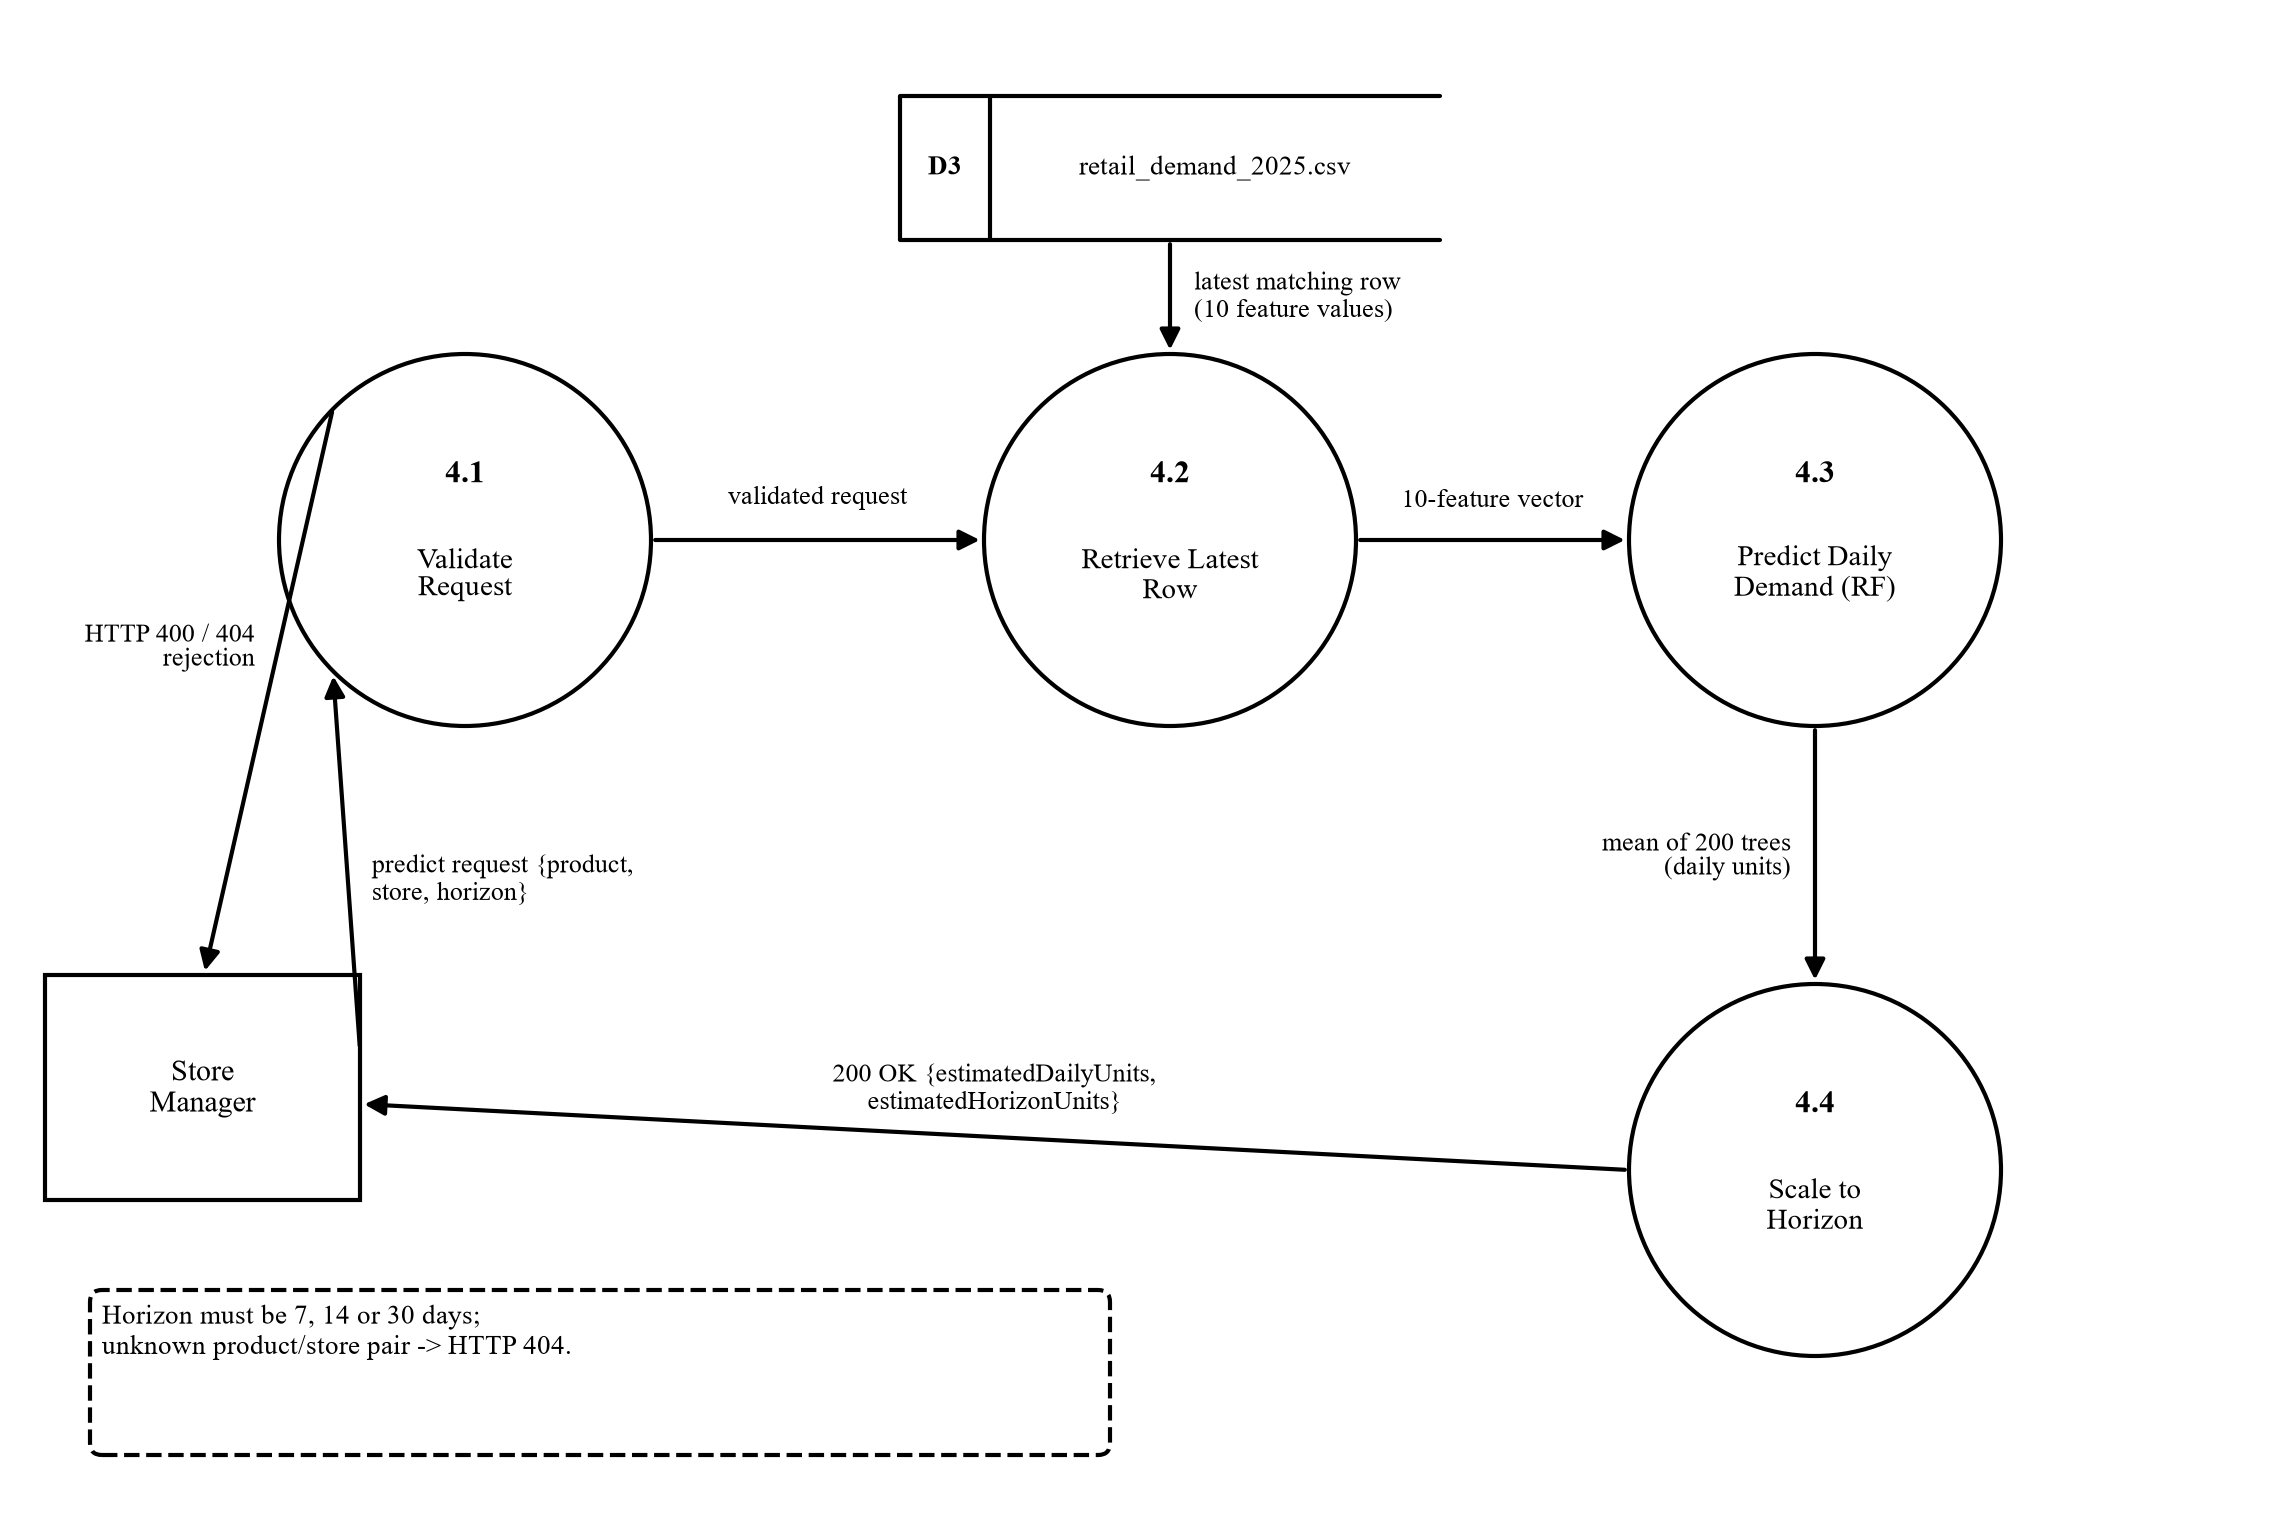 D3
retail_demand_2025.csv
latest matching row
(10 feature values)
4.1
Validate
Request
validated request
4.2
Retrieve Latest
Row
10-feature vector
4.3
Predict Daily
Demand (RF)
HTTP 400 / 404
rejection
predict request {product,
store, horizon}
mean of 200 trees
(daily units)
Store
Manager
200 OK {estimatedDailyUnits,
estimatedHorizonUnits}
4.4
Scale to
Horizon
Horizon must be 7, 14 or 30 days;
unknown product/store pair -> HTTP 404.